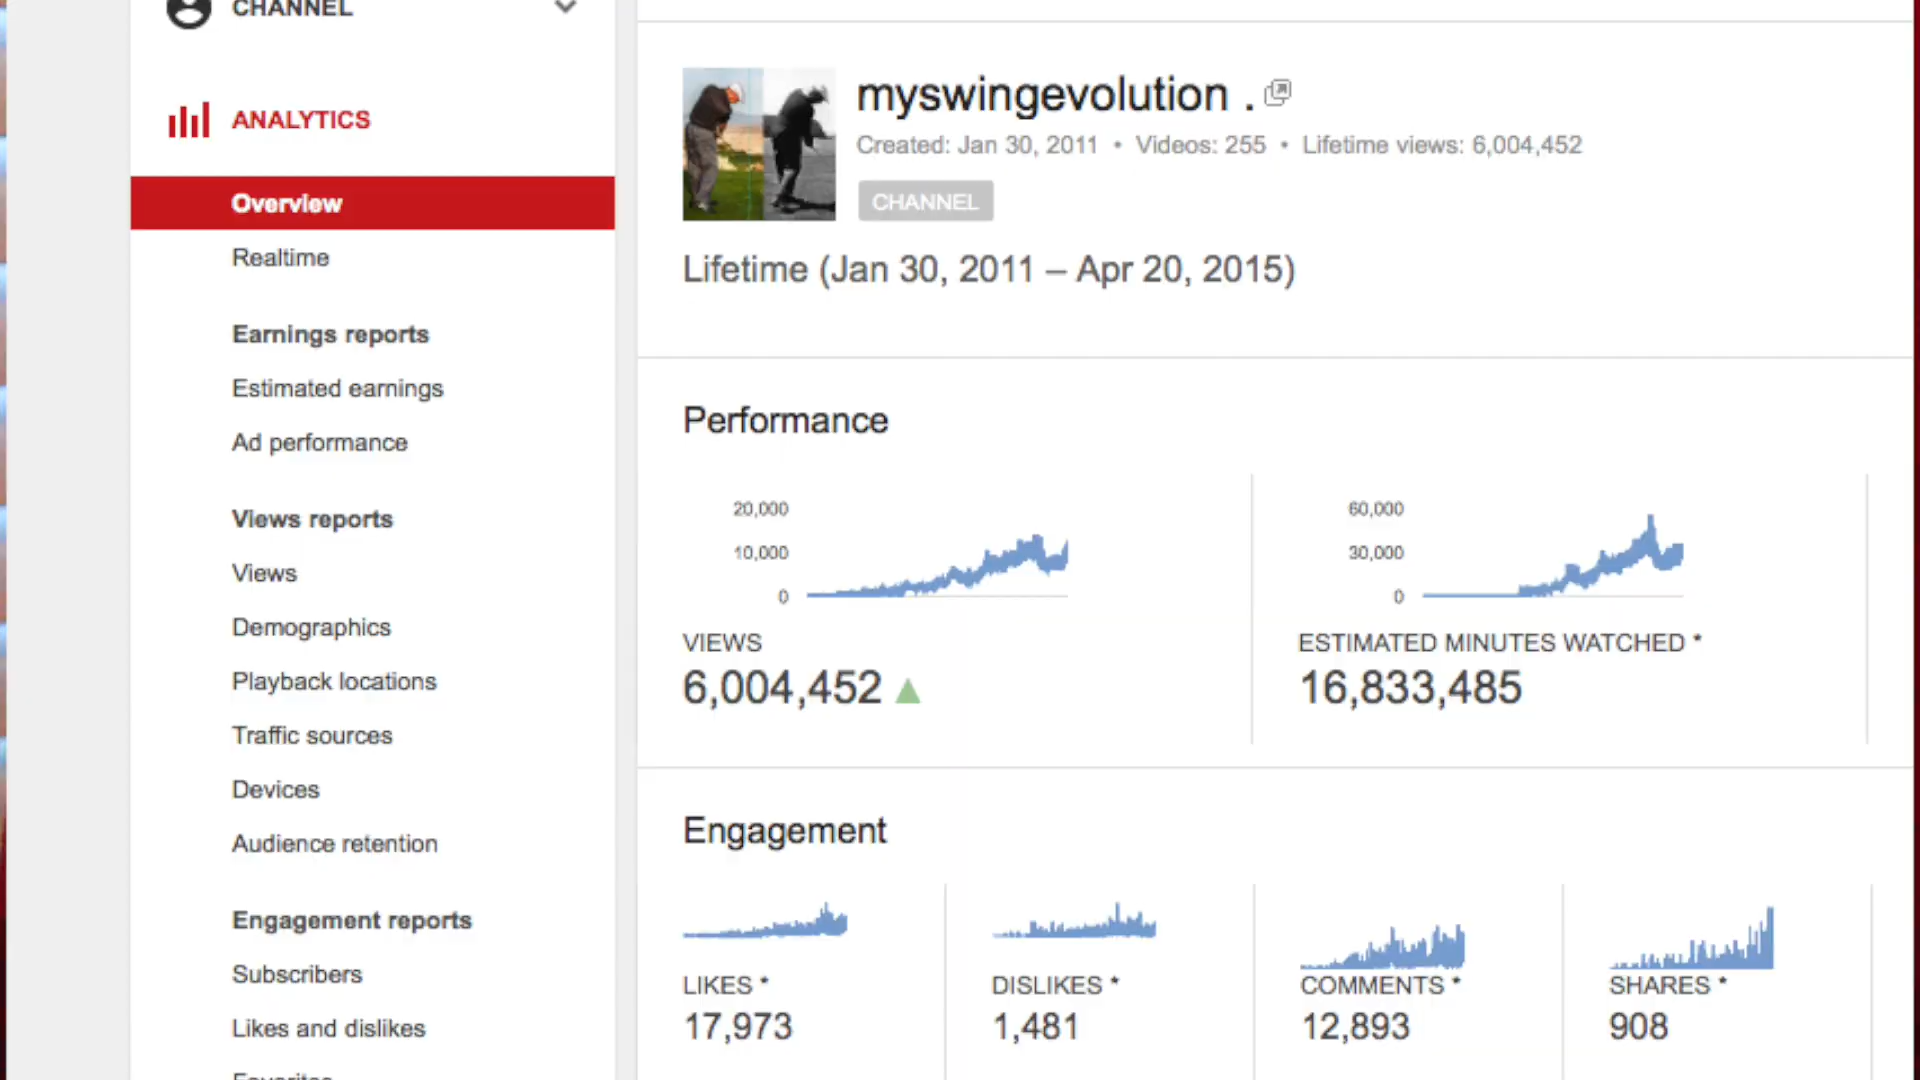 CHANNEL
ANALYTICS
Overview
Realtime
Earnings reports
Estimated earnings
Ad performance
Views reports
Views
Demographics
Playback locations
Traffic sources
Devices
Audience retention
Engagement reports
Subscribers
Likes and dislikes
Favorites
myswingevolution .
Created: Jan 30, 2011 • Videos: 255 • Lifetime views: 6,004,452
CHANNEL
Lifetime (Jan 30, 2011 – Apr 20, 2015)
Performance
20,000
10,000
0
VIEWS
6,004,452
60,000
30,000
0
ESTIMATED MINUTES WATCHED *
16,833,485
Engagement
LIKES *
17,973
DISLIKES *
1,481
COMMENTS *
12,893
SHARES *
908